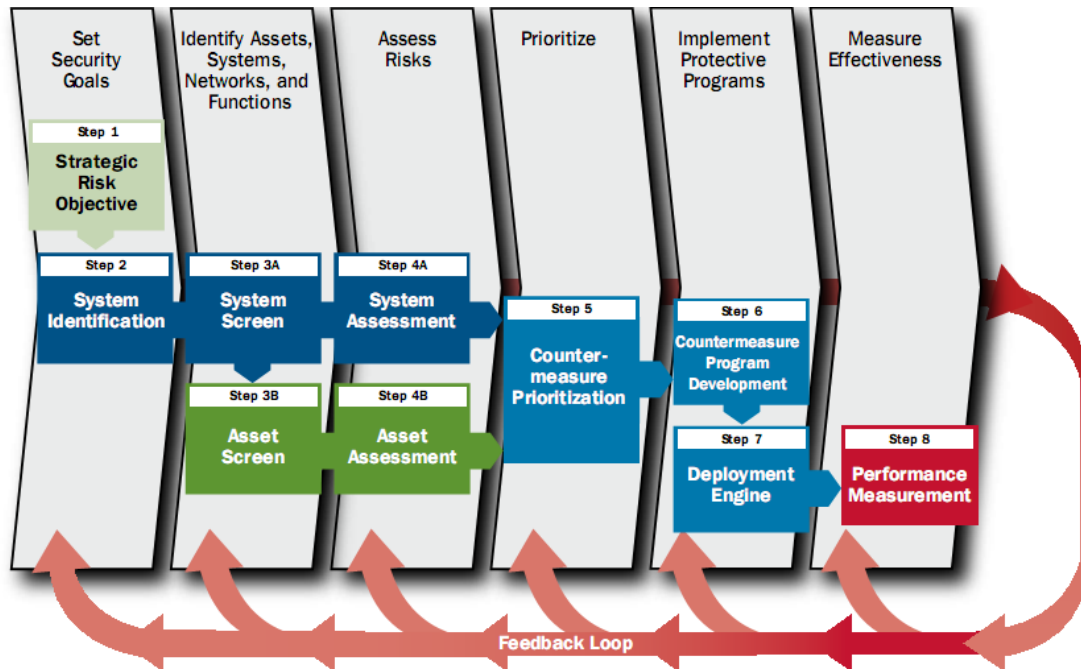 Set
Security
Goals
Identify Assets,
Systems,
Networks, and
Functions
Assess
Risks
Prioritize
Implement
Protective
Programs
Measure
Effectiveness
Step 1
Strategic
Risk
Objective
Step 2
System
Identification
Step 3A
System
Screen
Step 4A
System
Assessment
Step 3B
Asset
Screen
Step 4B
Asset
Assessment
Step 5
Counter-
measure
Prioritization
Step 6
Countermeasure
Program
Development
Step 7
Deployment
Engine
Step 8
Performance
Measurement
Feedback Loop